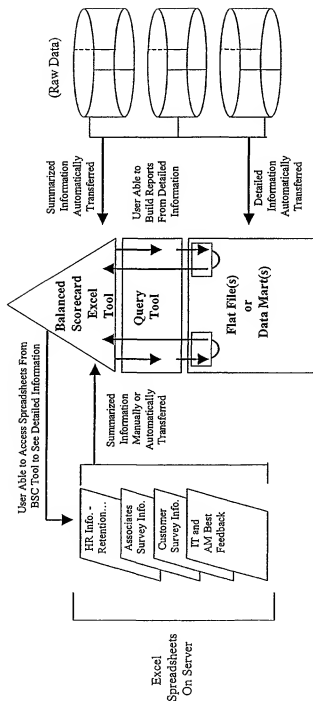 (Raw Data)
Summarized
Information
Automatically
Transferred
User Able to
Build Reports
From Detailed
Information
Detailed
Information
Automatically
Transferred
Balanced
Scorecard
Excel
Tool
Query
Tool
Flat File(s)
or
Data Mart(s)
User Able to Access Spreadsheets From
BSC Tool to See Detailed Information
Summarized
Information
Manually or
Automatically
Transferred
HR Info. -
Retention...
Associates
Survey Info.
Customer
Survey Info.
IT and
AM Best
Feedback
Excel
Spreadsheets
On Server